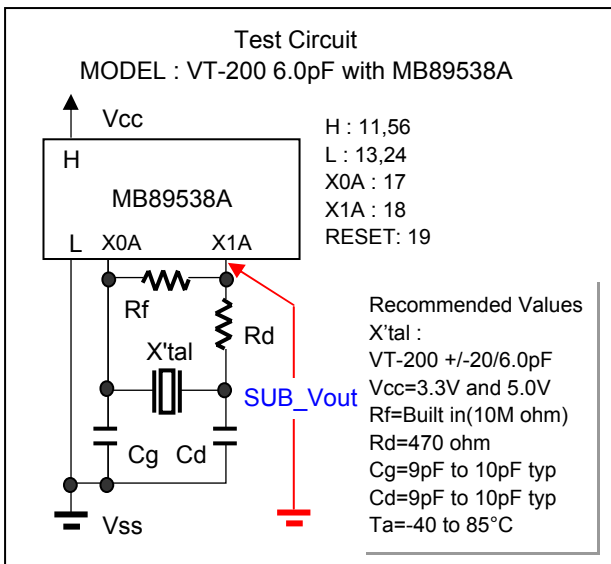 Test Circuit
MODEL : VT-200 6.0pF with MB89538A
Vcc
H
MB89538A
L X0A X1A
H : 11,56
L : 13,24
X0A : 17
X1A : 18
RESET: 19
Rf
Rd
X'tal
SUB_Vout
Cg Cd
Vss
Recommended Values
X’tal :
VT-200 +/-20/6.0pF
Vcc=3.3V and 5.0V
Rf=Built in(10M ohm)
Rd=470 ohm
Cg=9pF to 10pF typ
Cd=9pF to 10pF typ
Ta=-40 to 85°C